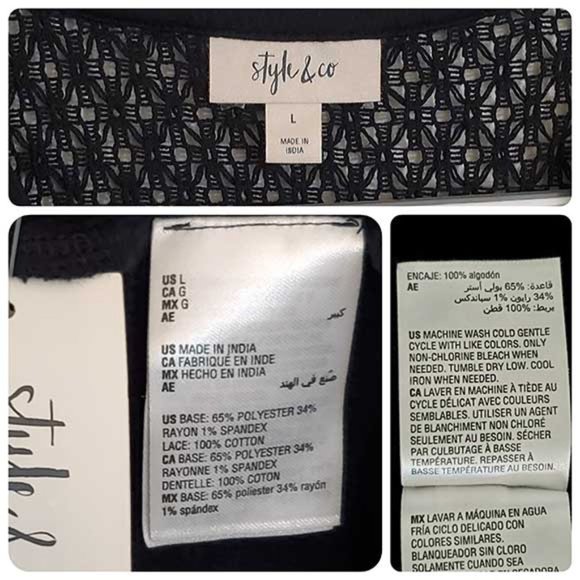 style & co
L
MADE IN
INDIA
US L
CA G
MX G
AE كبير
US MADE IN INDIA
CA FABRIQUÉ EN INDE
MX HECHO EN INDIA
AE صنع في الهند
US BASE: 65% POLYESTER 34%
RAYON 1% SPANDEX
LACE: 100% COTTON
CA BASE: 65% POLYESTER 34%
RAYONNE 1% SPANDEX
DENTELLE: 100% COTON
MX BASE: 65% poliester 34% rayón
1% spándex
style &
ENCAJE: 100% algodón
AE قاعدة: 65% بولي أستر
34% رايون 1% سباندكس
بربط: 100% قطن
US MACHINE WASH COLD GENTLE
CYCLE WITH LIKE COLORS. ONLY
NON-CHLORINE BLEACH WHEN
NEEDED. TUMBLE DRY LOW. COOL
IRON WHEN NEEDED.
CA LAVER EN MACHINE À TIÈDE AU
CYCLE DÉLICAT AVEC COULEURS
SEMBLABLES. UTILISER UN AGENT
DE BLANCHIMENT NON CHLORÉ
SEULEMENT AU BESOIN. SÉCHER
PAR CULBUTAGE À BASSE
TEMPÉRATURE. REPASSER À
BASSE TEMPÉRATURE AU BESOIN.
MX LAVAR A MÁQUINA EN AGUA
FRÍA CICLO DELICADO CON
COLORES SIMILARES.
BLANQUEADOR SIN CLORO
SOLAMENTE CUANDO SEA